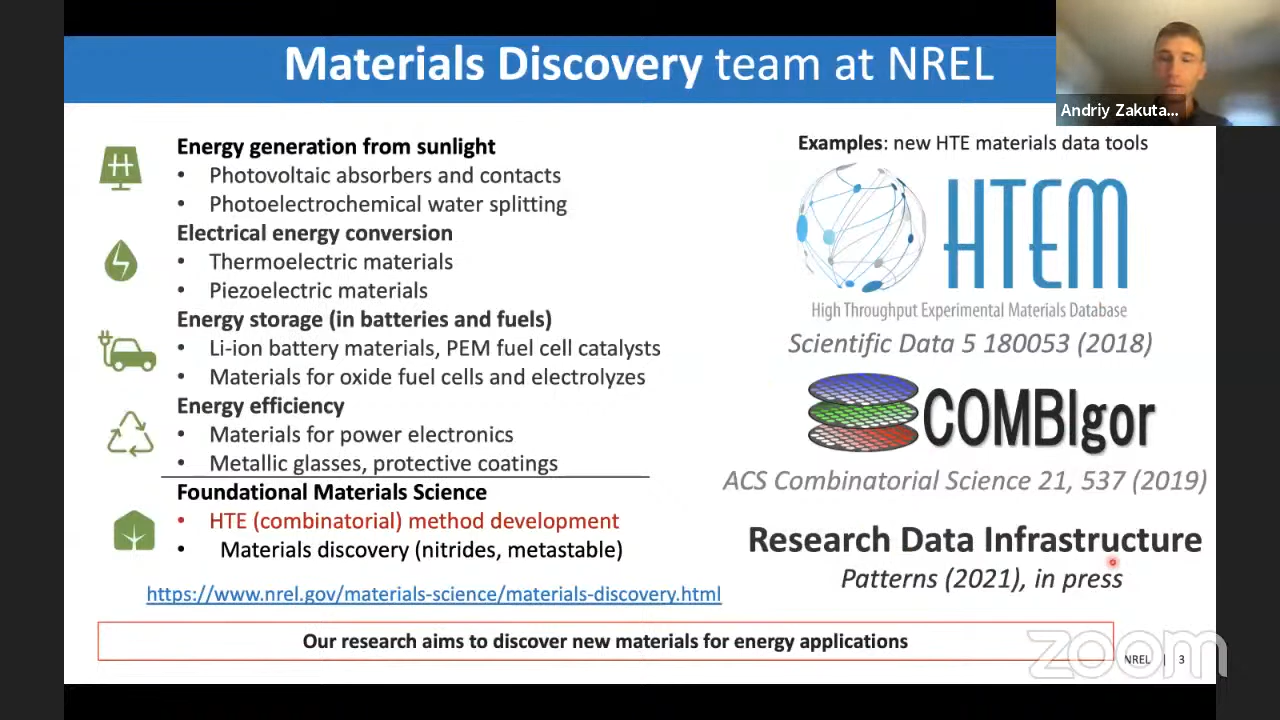 Materials Discovery team at NREL
Andriy Zakuta...
Energy generation from sunlight
• Photovoltaic absorbers and contacts
• Photoelectrochemical water splitting
Electrical energy conversion
• Thermoelectric materials
• Piezoelectric materials
Energy storage (in batteries and fuels)
• Li-ion battery materials, PEM fuel cell catalysts
• Materials for oxide fuel cells and electrolyzes
Energy efficiency
• Materials for power electronics
• Metallic glasses, protective coatings
Foundational Materials Science
• HTE (combinatorial) method development
• Materials discovery (nitrides, metastable)
https://www.nrel.gov/materials-science/materials-discovery.html
Examples: new HTE materials data tools
HTEM
High Throughput Experimental Materials Database
Scientific Data 5 180053 (2018)
COMBIgor
ACS Combinatorial Science 21, 537 (2019)
Research Data Infrastructure
Patterns (2021), in press
Our research aims to discover new materials for energy applications
zoom
NREL | 3